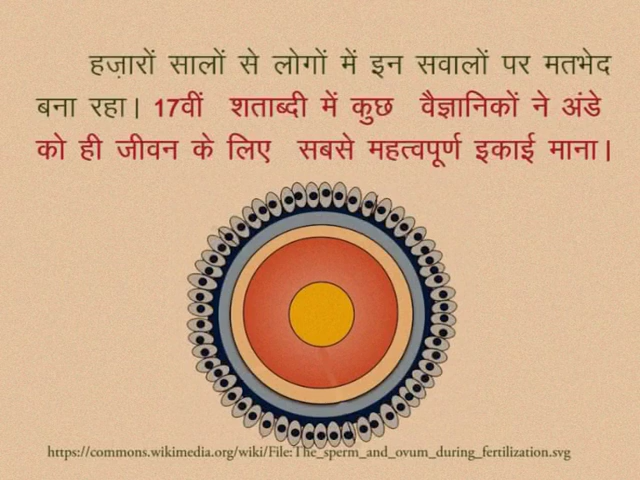 हज़ारों सालों से लोगों में इन सवालों पर मतभेद
बना रहा। 17वीं शताब्दी में कुछ वैज्ञानिकों ने अंडे
को ही जीवन के लिए सबसे महत्वपूर्ण इकाई माना।
https://commons.wikimedia.org/wiki/File:The_sperm_and_ovum_during_fertilization.svg